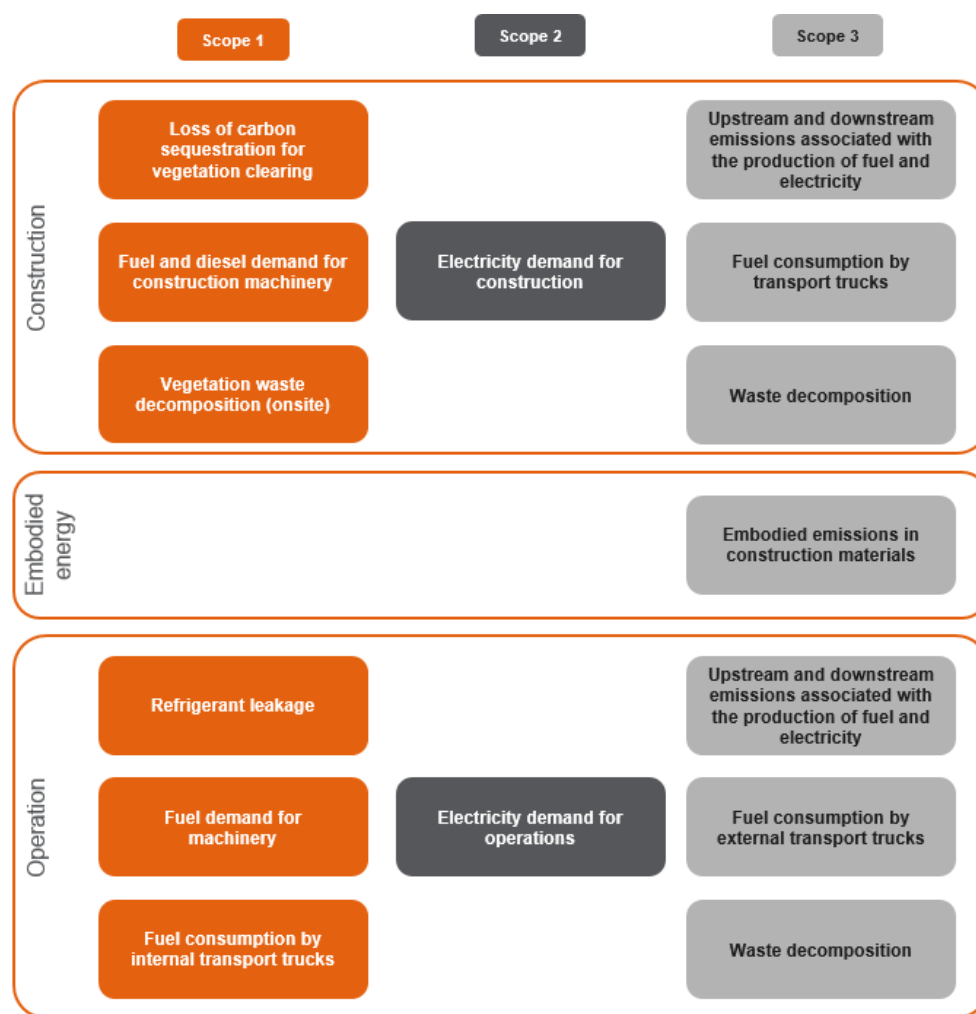 Scope 1
Scope 2
Scope 3
Construction
Loss of carbon
sequestration for
vegetation clearing
Upstream and downstream
emissions associated with
the production of fuel and
electricity
Fuel and diesel demand for
construction machinery
Electricity demand for
construction
Fuel consumption by
transport trucks
Vegetation waste
decomposition (onsite)
Waste decomposition
Embodied
energy
Embodied emissions in
construction materials
Operation
Refrigerant leakage
Upstream and downstream
emissions associated with
the production of fuel and
electricity
Fuel demand for
machinery
Electricity demand for
operations
Fuel consumption by
external transport trucks
Fuel consumption by
internal transport trucks
Waste decomposition